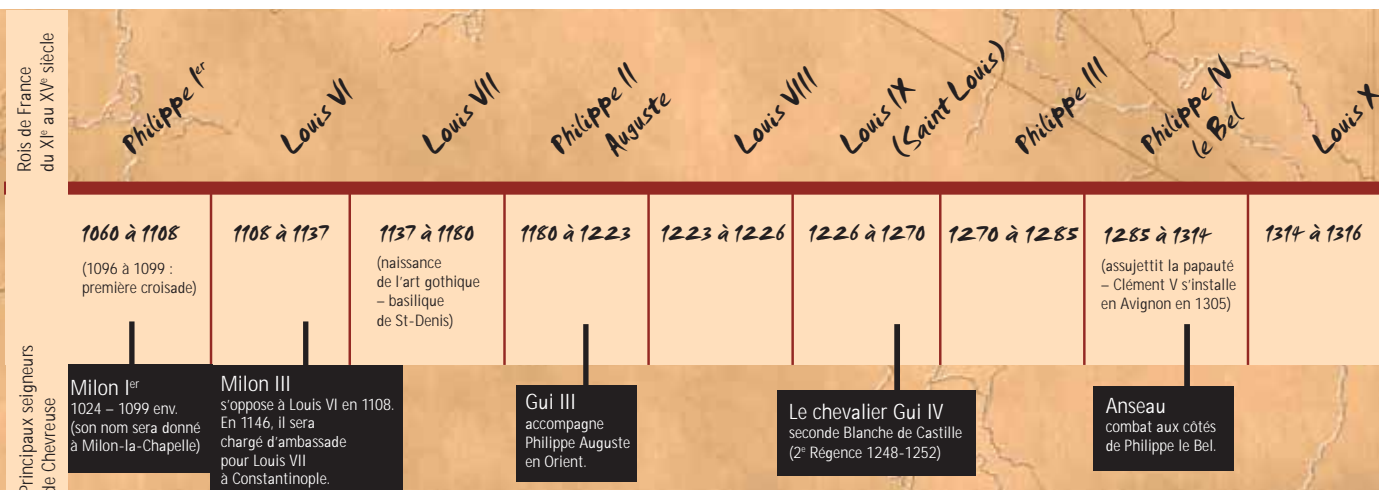 Rois de France
du XIe au XVe siècle
Philippe Ier
Louis VI
Louis VII
Philippe II
Auguste
Louis VIII
Louis IX
(Saint Louis)
Philippe III
Philippe IV
le Bel
Louis X
1060 à 1108
(1096 à 1099 :
première croisade)
1108 à 1137
1137 à 1180
(naissance
de l'art gothique
– basilique
de St-Denis)
1180 à 1223
1223 à 1226
1226 à 1270
1270 à 1285
1285 à 1314
(assujettit la papauté
– Clément V s'installe
en Avignon en 1305)
1314 à 1316
Principaux seigneurs
de Chevreuse
Milon Ier
1024 – 1099 env.
(son nom sera donné
à Milon-la-Chapelle)
Milon III
s'oppose à Louis VI en 1108.
En 1146, il sera
chargé d'ambassade
pour Louis VII
à Constantinople.
Gui III
accompagne
Philippe Auguste
en Orient.
Le chevalier Gui IV
seconde Blanche de Castille
(2e Régence 1248-1252)
Anseau
combat aux côtés
de Philippe le Bel.